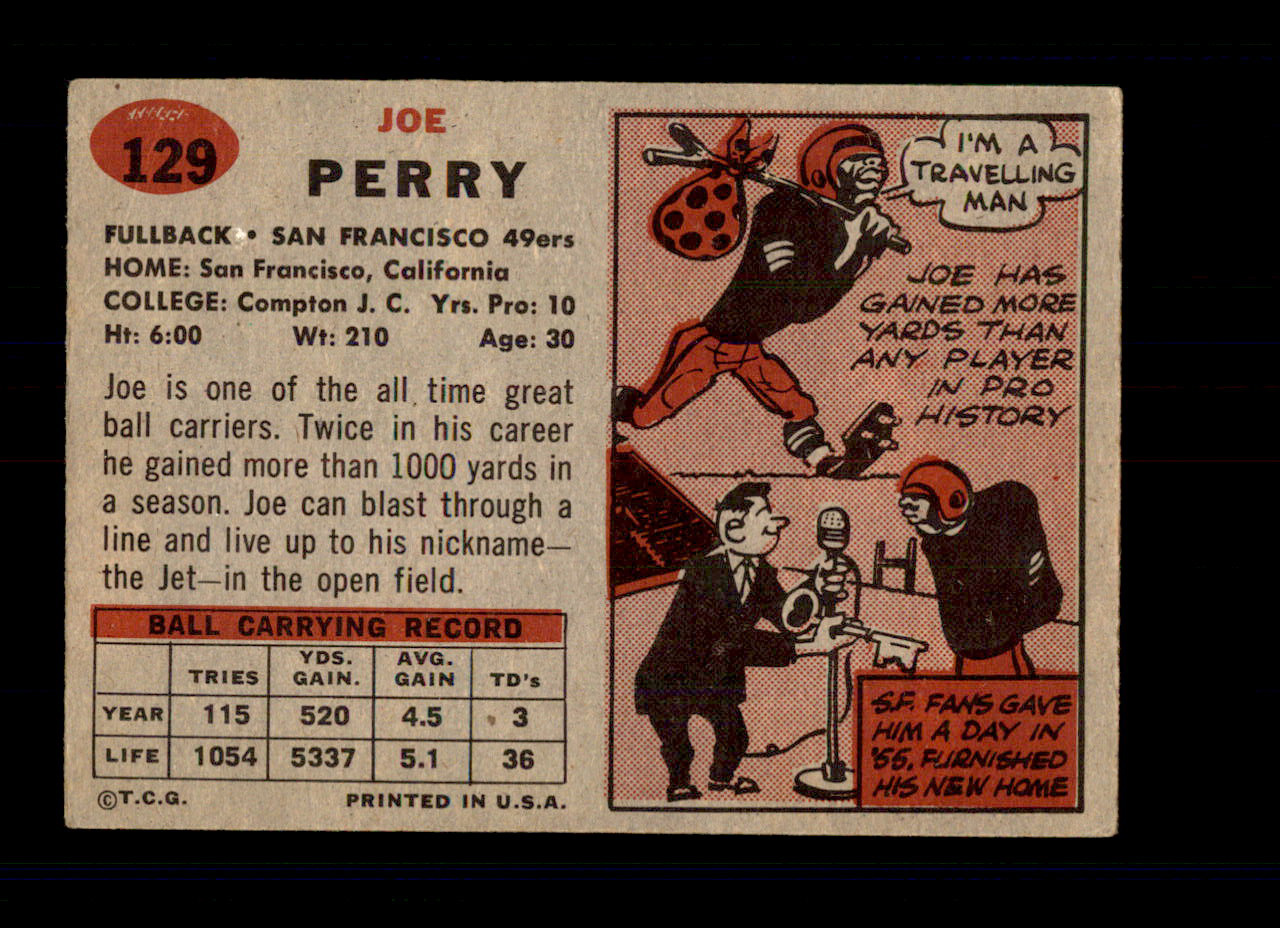 129
JOE
PERRY
FULLBACK • SAN FRANCISCO 49ers
HOME: San Francisco, California
COLLEGE: Compton J. C. Yrs. Pro: 10
Ht: 6:00 Wt: 210 Age: 30
Joe is one of the all time great
ball carriers. Twice in his career
he gained more than 1000 yards in
a season. Joe can blast through a
line and live up to his nickname—
the Jet—in the open field.
BALL CARRYING RECORD
TRIES YDS. GAIN. AVG. GAIN TD's
YEAR 115 520 4.5 3
LIFE 1054 5337 5.1 36
©T.C.G. PRINTED IN U.S.A.
I'M A
TRAVELLING
MAN
JOE HAS
GAINED MORE
YARDS THAN
ANY PLAYER
IN PRO
HISTORY
S.F. FANS GAVE
HIM A DAY IN
'55, FURNISHED
HIS NEW HOME